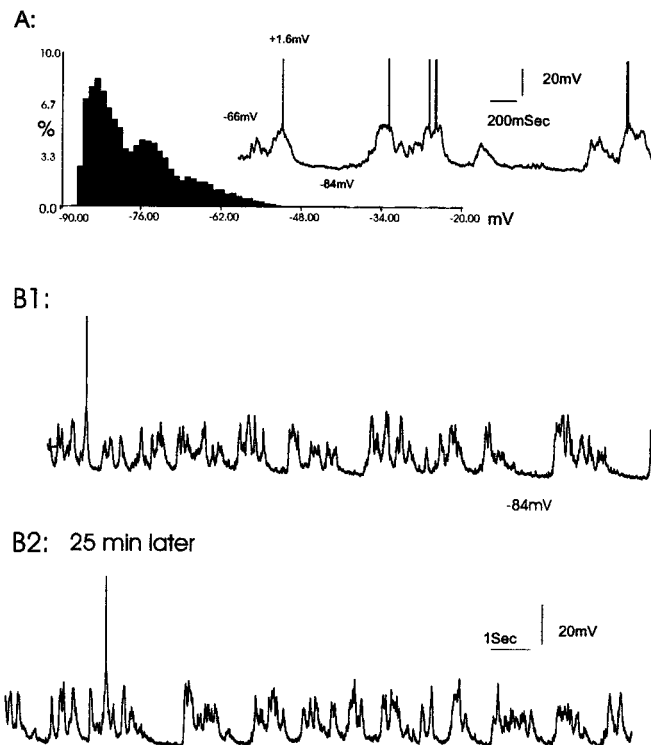 A:
+1.6mV
10.0
6.7
%
3.3
0.0
-90.00 -76.00 -62.00 -48.00 -34.00 -20.00 mV
-66mV
-84mV
20mV
200mSec
B1:
-84mV
B2: 25 min later
1Sec
20mV